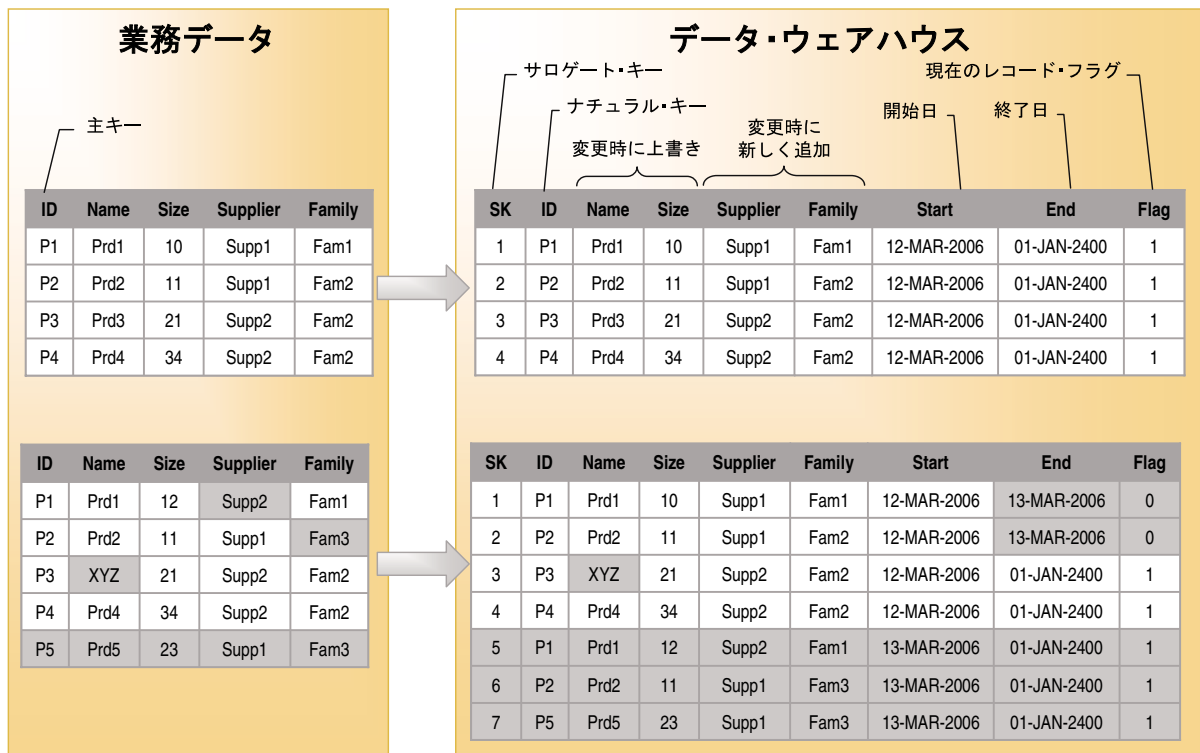 業務データ
主キー
ID Name Size Supplier Family
P1 Prd1 10 Supp1 Fam1
P2 Prd2 11 Supp1 Fam2
P3 Prd3 21 Supp2 Fam2
P4 Prd4 34 Supp2 Fam2
ID Name Size Supplier Family
P1 Prd1 12 Supp2 Fam1
P2 Prd2 11 Supp1 Fam3
P3 XYZ 21 Supp2 Fam2
P4 Prd4 34 Supp2 Fam2
P5 Prd5 23 Supp1 Fam3
データ・ウェアハウス
サロゲート・キー
現在のレコード・フラグ
ナチュラル・キー
開始日
終了日
変更時に上書き
変更時に
新しく追加
SK ID Name Size Supplier Family Start End Flag
1 P1 Prd1 10 Supp1 Fam1 12-MAR-2006 01-JAN-2400 1
2 P2 Prd2 11 Supp1 Fam2 12-MAR-2006 01-JAN-2400 1
3 P3 Prd3 21 Supp2 Fam2 12-MAR-2006 01-JAN-2400 1
4 P4 Prd4 34 Supp2 Fam2 12-MAR-2006 01-JAN-2400 1
SK ID Name Size Supplier Family Start End Flag
1 P1 Prd1 10 Supp1 Fam1 12-MAR-2006 13-MAR-2006 0
2 P2 Prd2 11 Supp1 Fam2 12-MAR-2006 13-MAR-2006 0
3 P3 XYZ 21 Supp2 Fam2 12-MAR-2006 01-JAN-2400 1
4 P4 Prd4 34 Supp2 Fam2 12-MAR-2006 01-JAN-2400 1
5 P1 Prd1 12 Supp2 Fam1 13-MAR-2006 01-JAN-2400 1
6 P2 Prd2 11 Supp1 Fam3 13-MAR-2006 01-JAN-2400 1
7 P5 Prd5 23 Supp1 Fam3 13-MAR-2006 01-JAN-2400 1